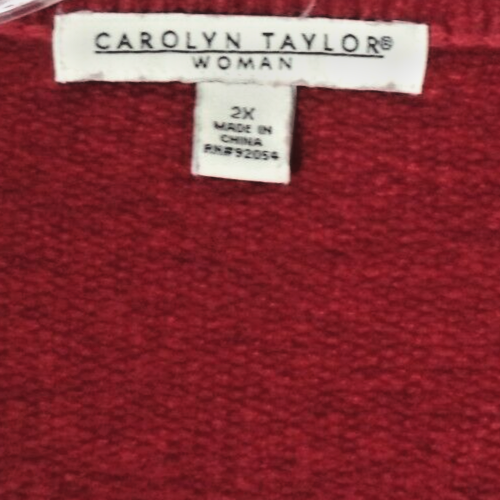 CAROLYN TAYLOR®
WOMAN
2X
MADE IN
CHINA
RN#92054